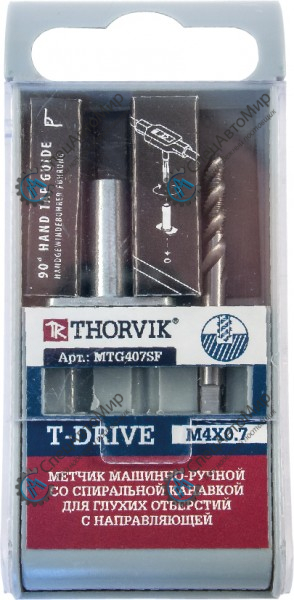 90° HAND TAP GUIDE
HANDGEWINDEBOHRER FÜHRUNG
THORVIK®
Арт.: MTG407SF
T-DRIVE
M4X0.7
МЕТЧИК МАШИННО-РУЧНОЙ
СО СПИРАЛЬНОЙ КАНАВКОЙ
ДЛЯ ГЛУХИХ ОТВЕРСТИЙ
С НАПРАВЛЯЮЩЕЙ
СпецАвтоМир